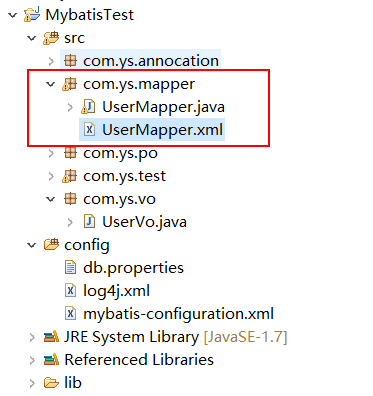 MybatisTest
src
com.ys.annocation
com.ys.mapper
UserMapper.java
UserMapper.xml
com.ys.po
com.ys.test
com.ys.vo
UserVo.java
config
db.properties
log4j.xml
mybatis-configuration.xml
JRE System Library [JavaSE-1.7]
Referenced Libraries
lib